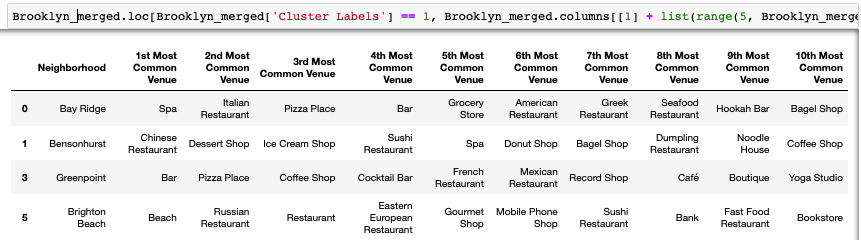 Brooklyn_merged.loc[Brooklyn_merged['Cluster Labels'] == 1, Brooklyn_merged.columns[[1] + list(range(5, Brooklyn_merge
Neighborhood 1st Most Common Venue 2nd Most Common Venue 3rd Most Common Venue 4th Most Common Venue 5th Most Common Venue 6th Most Common Venue 7th Most Common Venue 8th Most Common Venue 9th Most Common Venue 10th Most Common Venue
0 Bay Ridge Spa Italian Restaurant Pizza Place Bar Grocery Store American Restaurant Greek Restaurant Seafood Restaurant Hookah Bar Bagel Shop
1 Bensonhurst Chinese Restaurant Dessert Shop Ice Cream Shop Sushi Restaurant Spa Donut Shop Bagel Shop Dumpling Restaurant Noodle House Coffee Shop
3 Greenpoint Bar Pizza Place Coffee Shop Cocktail Bar French Restaurant Mexican Restaurant Record Shop Café Boutique Yoga Studio
5 Brighton Beach Beach Russian Restaurant Restaurant Eastern European Restaurant Gourmet Shop Mobile Phone Shop Sushi Restaurant Bank Fast Food Restaurant Bookstore